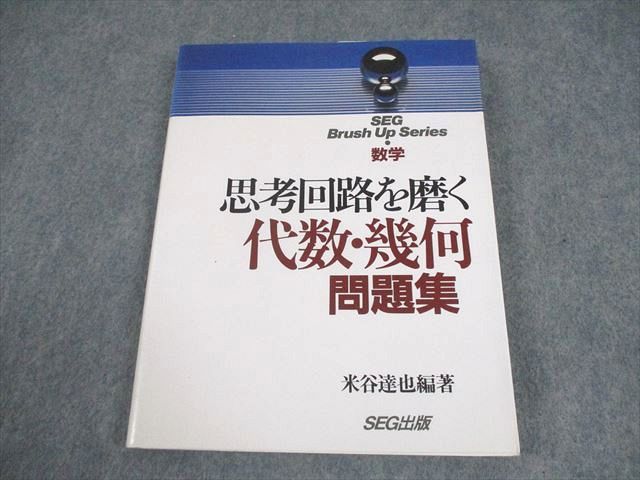 SEG
Brush Up Series
•
数学
思考回路を磨く
代数・幾何
問題集
米谷達也編著
SEG出版